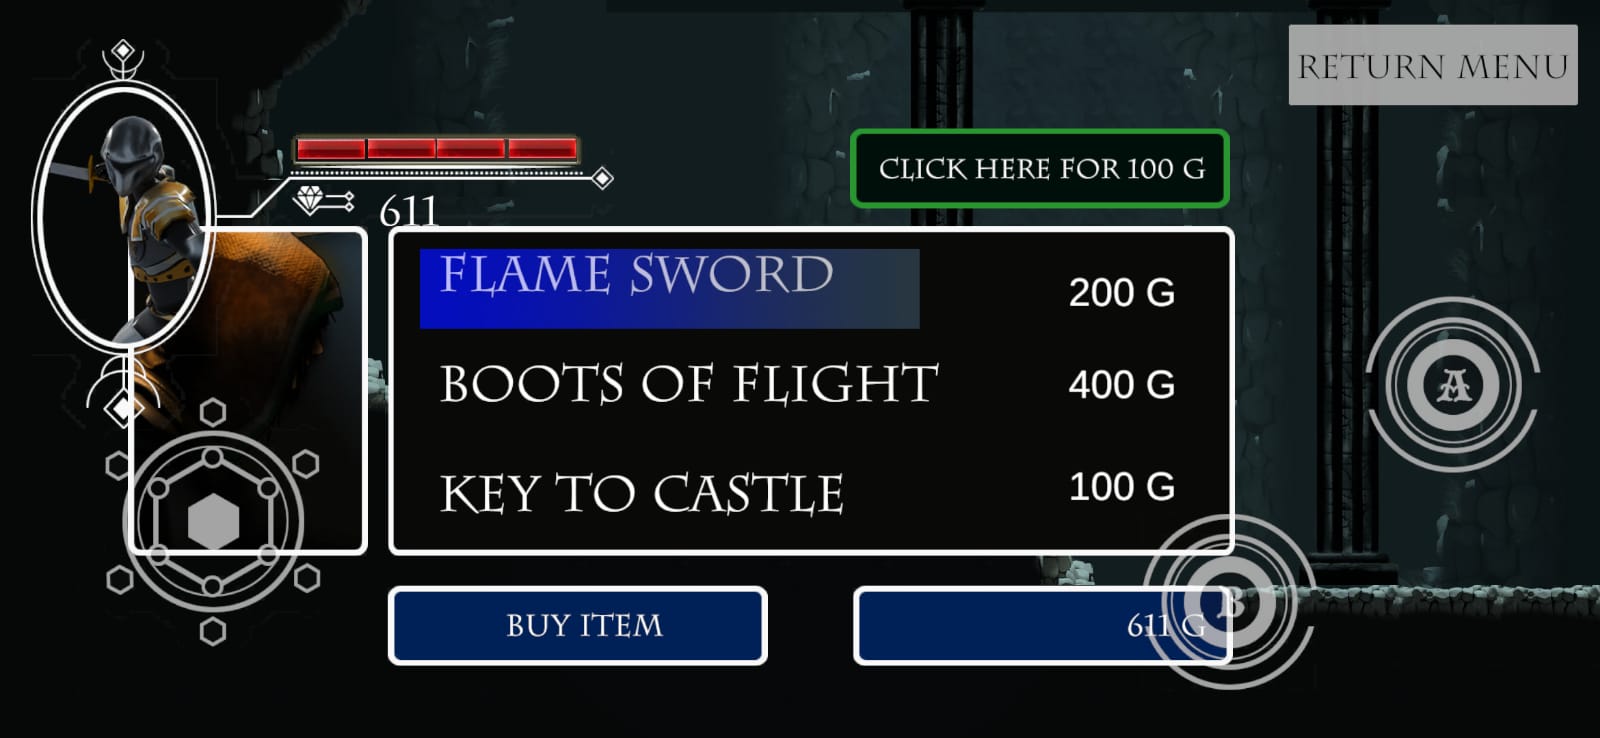 RETURN MENU
CLICK HERE FOR 100 G
611
FLAME SWORD 200 G
BOOTS OF FLIGHT 400 G
KEY TO CASTLE 100 G
A
BUY ITEM
611 G
B